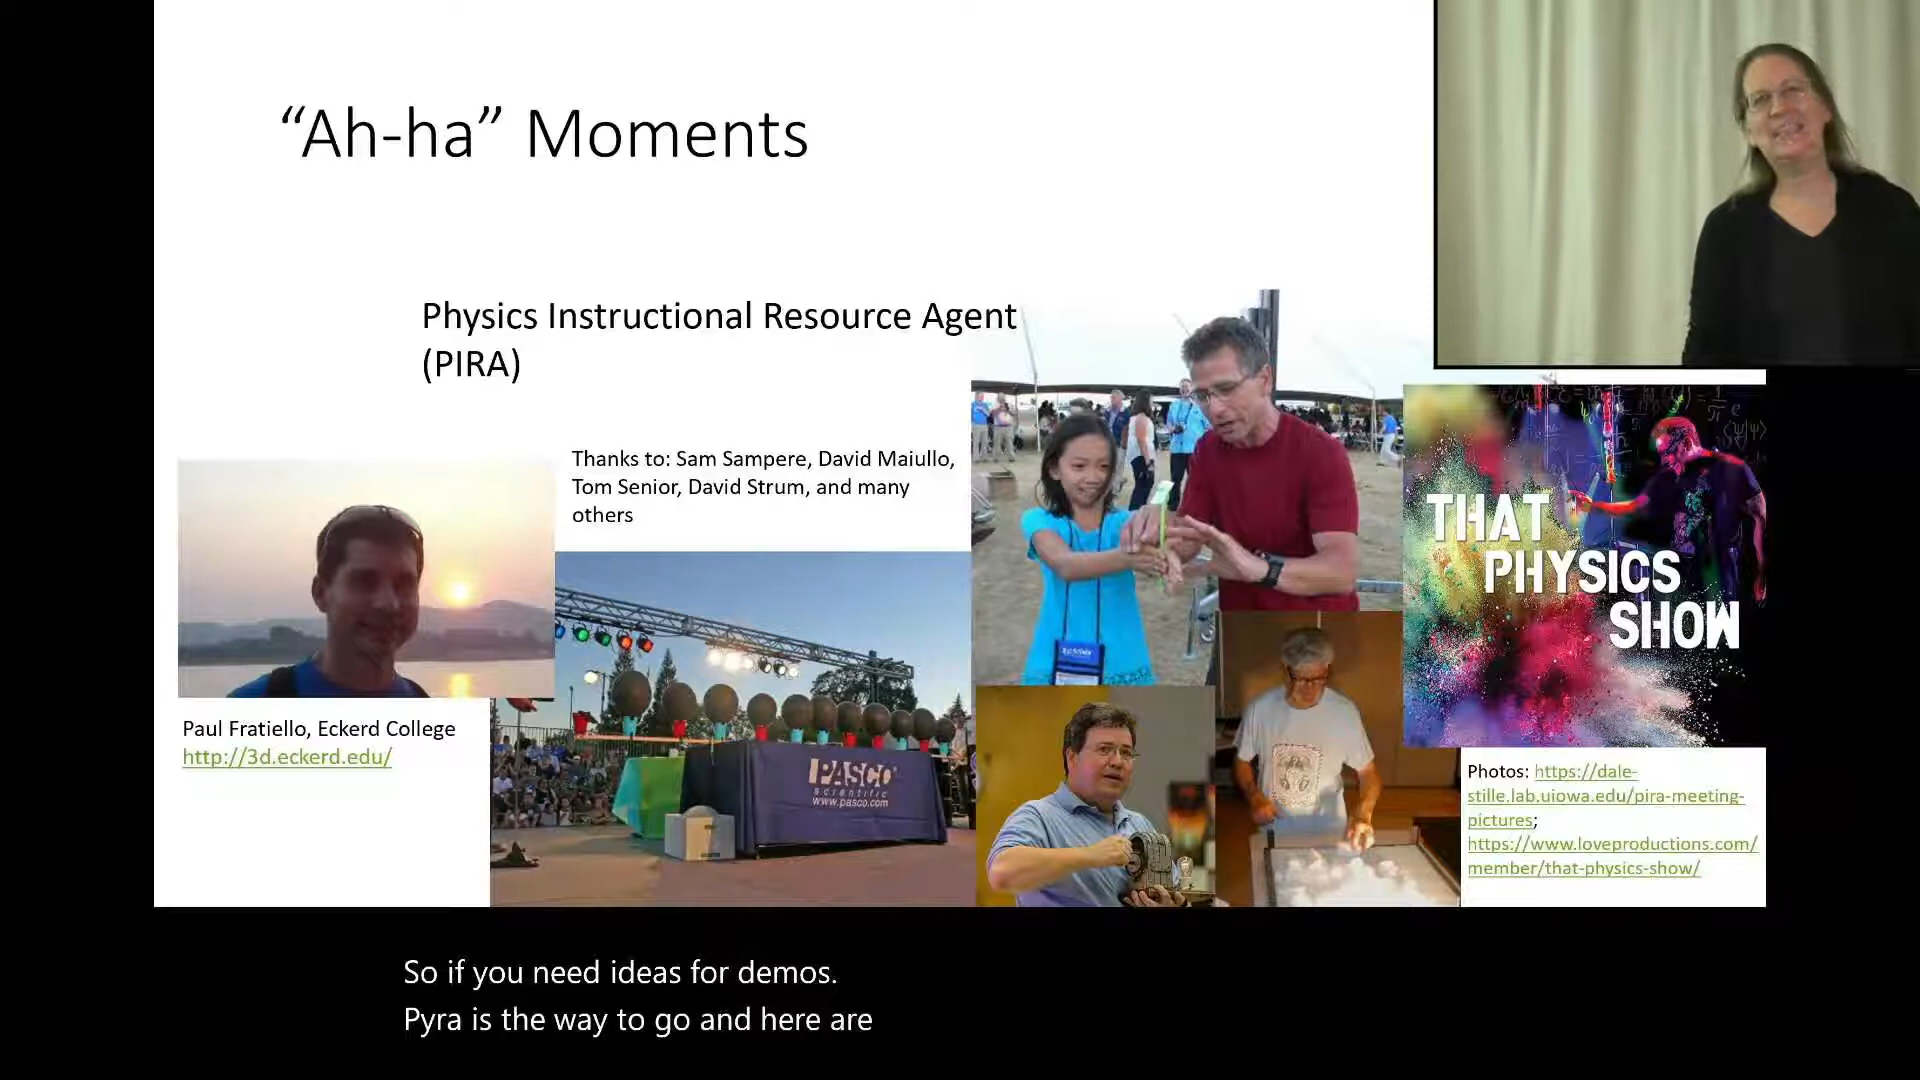 “Ah-ha” Moments
Physics Instructional Resource Agent
(PIRA)
Thanks to: Sam Sampere, David Maiullo,
Tom Senior, David Strum, and many
others
Paul Fratiello, Eckerd College
http://3d.eckerd.edu/
PASCO
scientific
www.pasco.com
THAT
PHYSICS
SHOW
Photos: https://dale-
stille.lab.uiowa.edu/pira-meeting-
pictures;
https://www.loveproductions.com/
member/that-physics-show/
So if you need ideas for demos.
Pyra is the way to go and here are